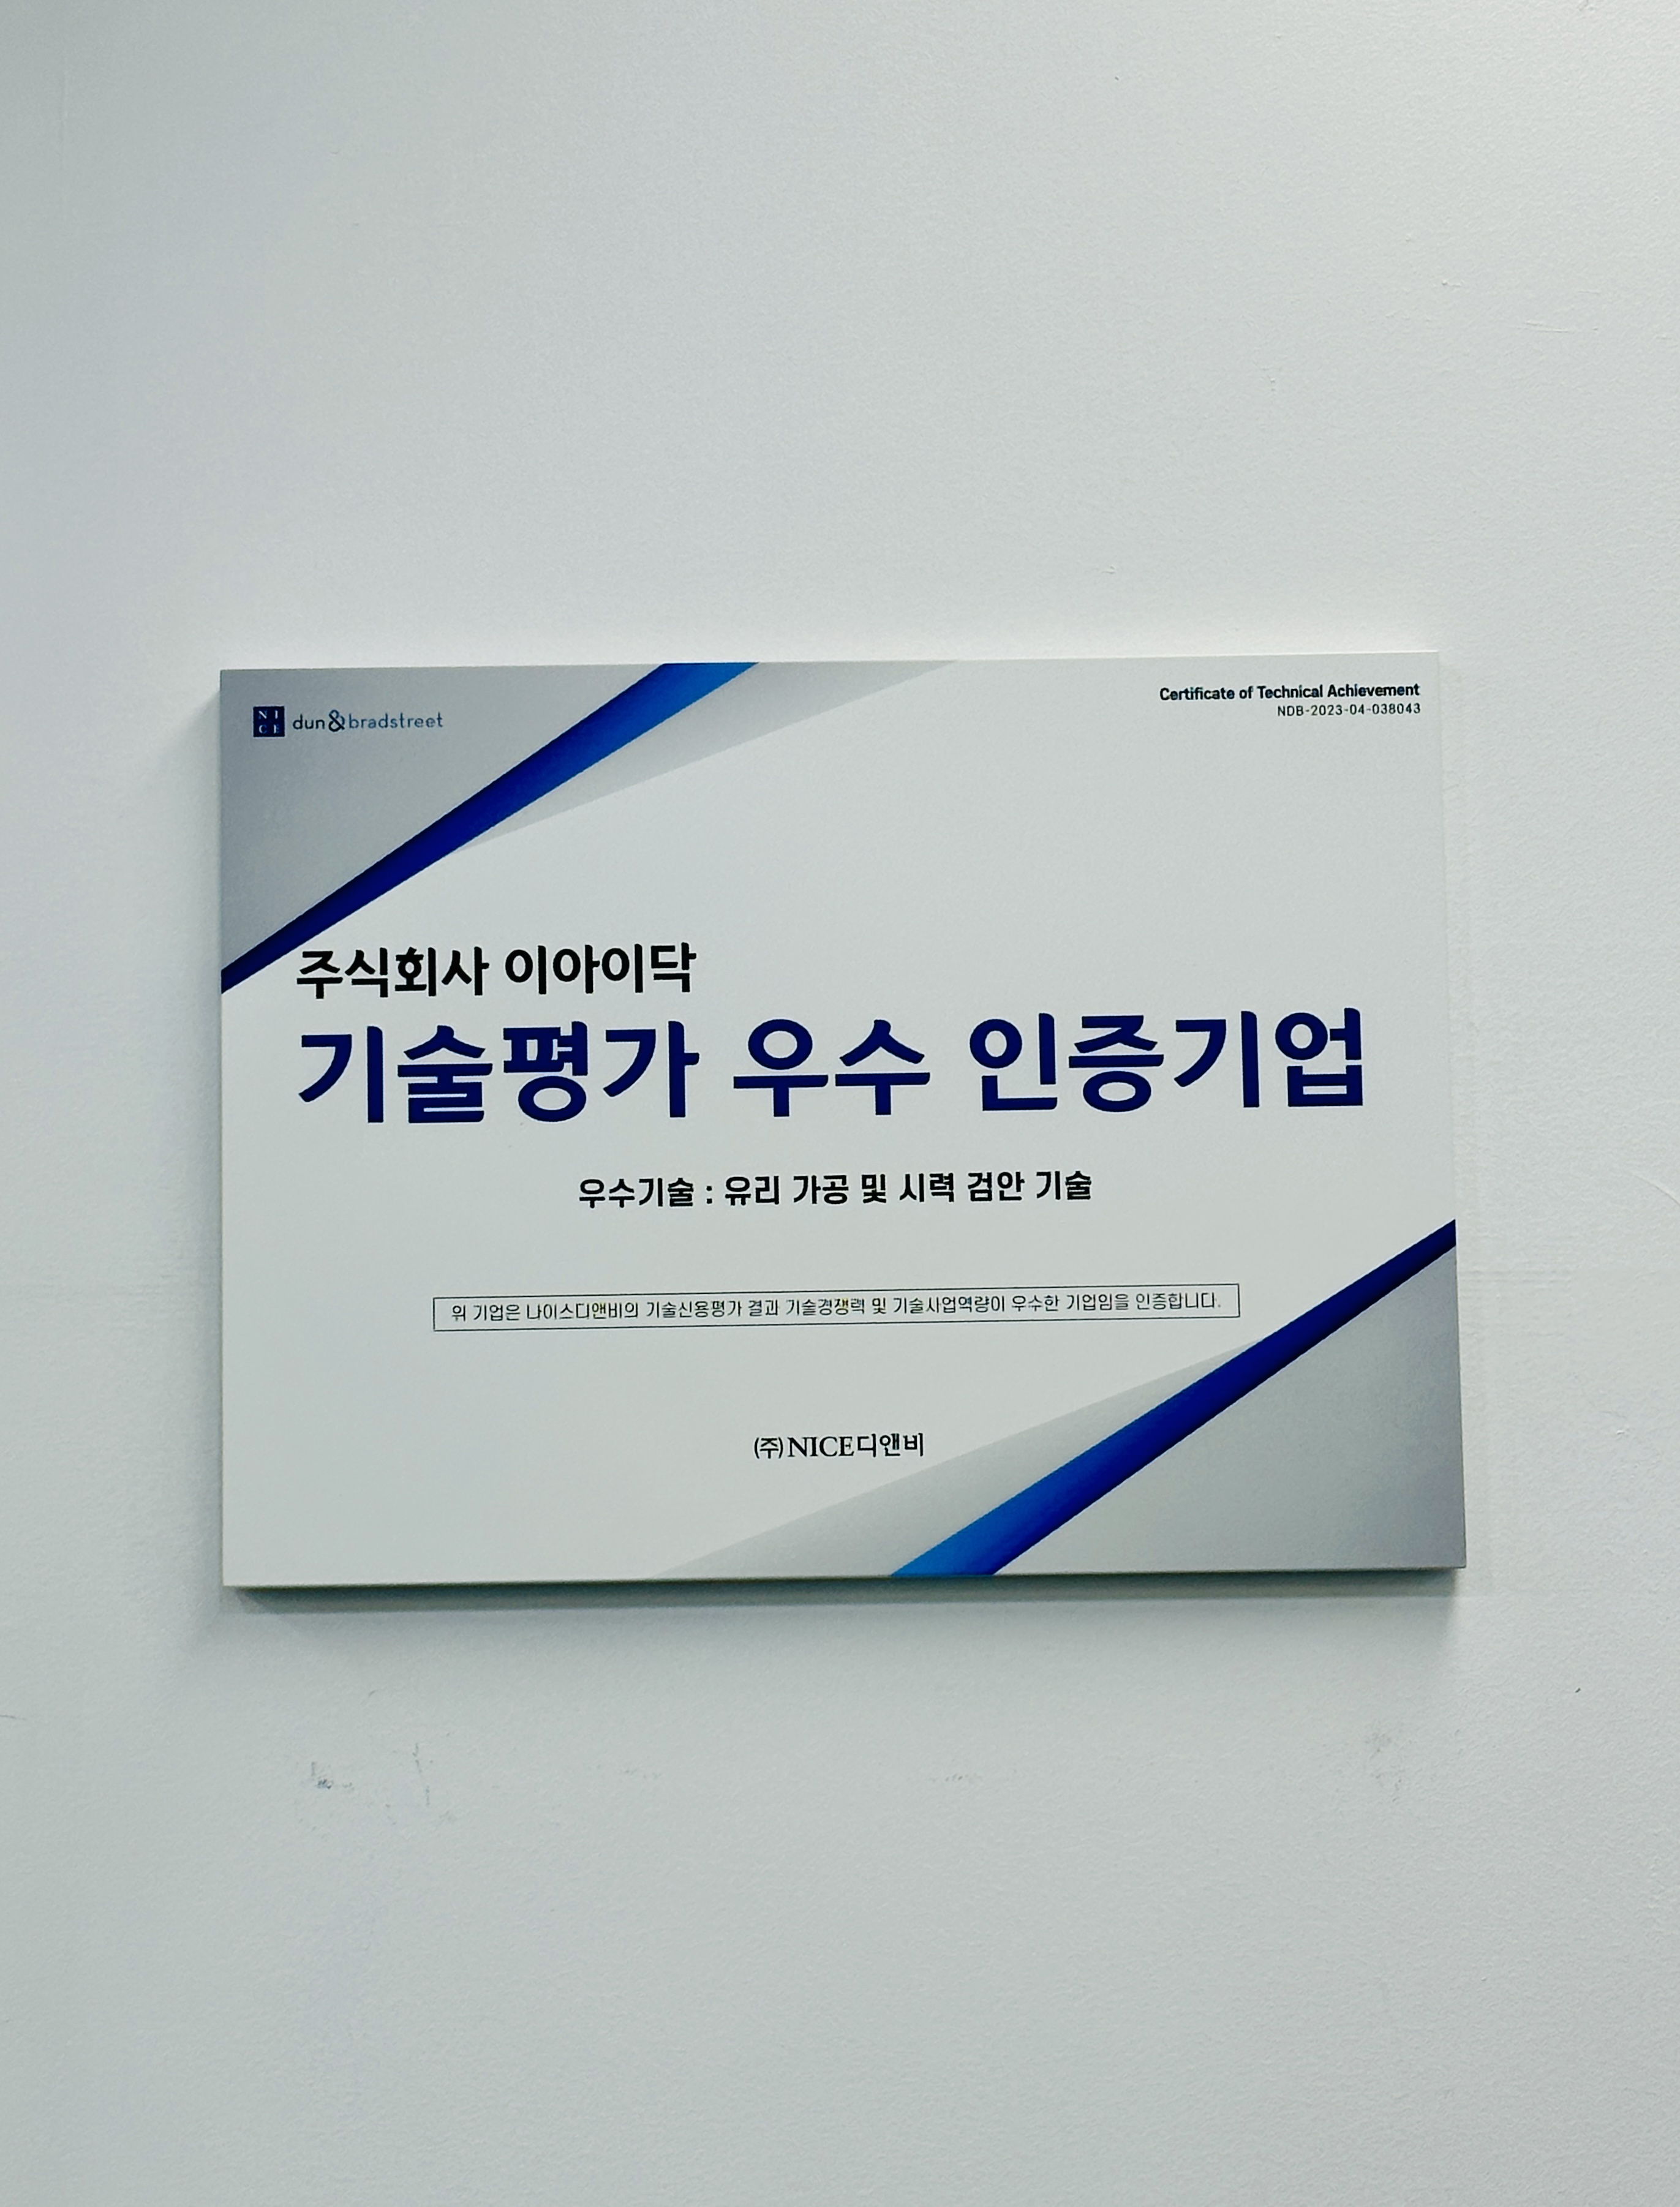 NICE dun&bradstreet
Certificate of Technical Achievement
NDB-2023-04-038043
주식회사 이아이닥
기술평가 우수 인증기업
우수기술 : 유리 가공 및 시력 검안 기술
위 기업은 나이스디앤비의 기술신용평가 결과 기술경쟁력 및 기술사업역량이 우수한 기업임을 인증합니다.
(주)NICE디앤비